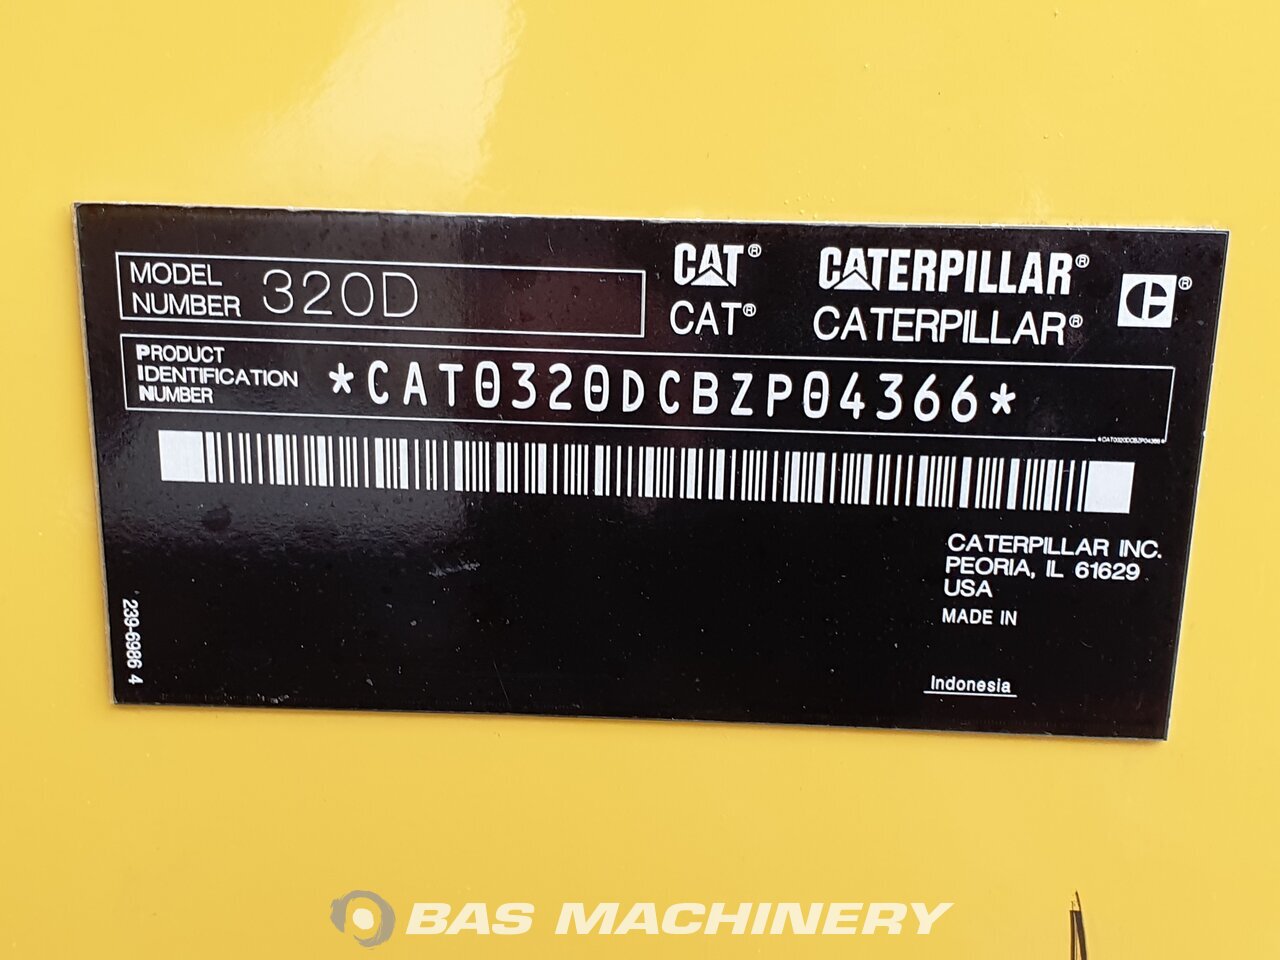 MODEL NUMBER 320D
CAT® CATERPILLAR®
CAT® CATERPILLAR®
PRODUCT IDENTIFICATION NUMBER *CAT0320DCBZP04366*
*CAT0320DCBZP04366*
CATERPILLAR INC.
PEORIA, IL 61629
USA
MADE IN
Indonesia
239-6986 4
BAS MACHINERY